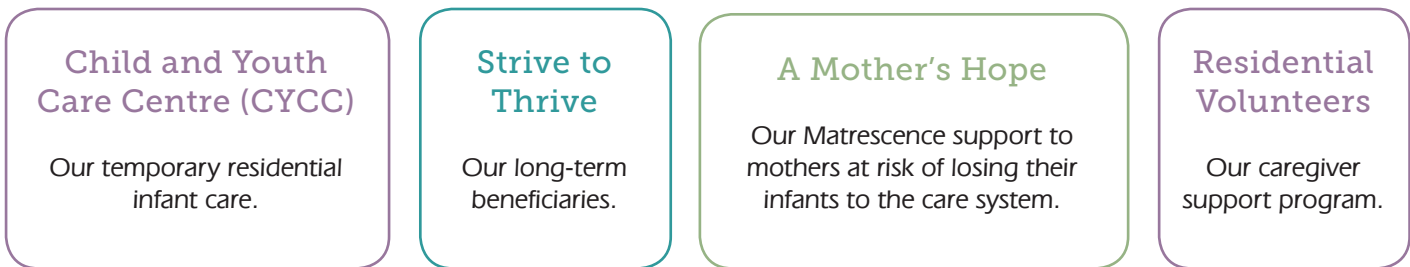 Child and Youth
Care Centre (CYCC)
Our temporary residential
infant care.
Strive to
Thrive
Our long-term
beneficiaries.
A Mother's Hope
Our Matrescence support to
mothers at risk of losing their
infants to the care system.
Residential
Volunteers
Our caregiver
support program.